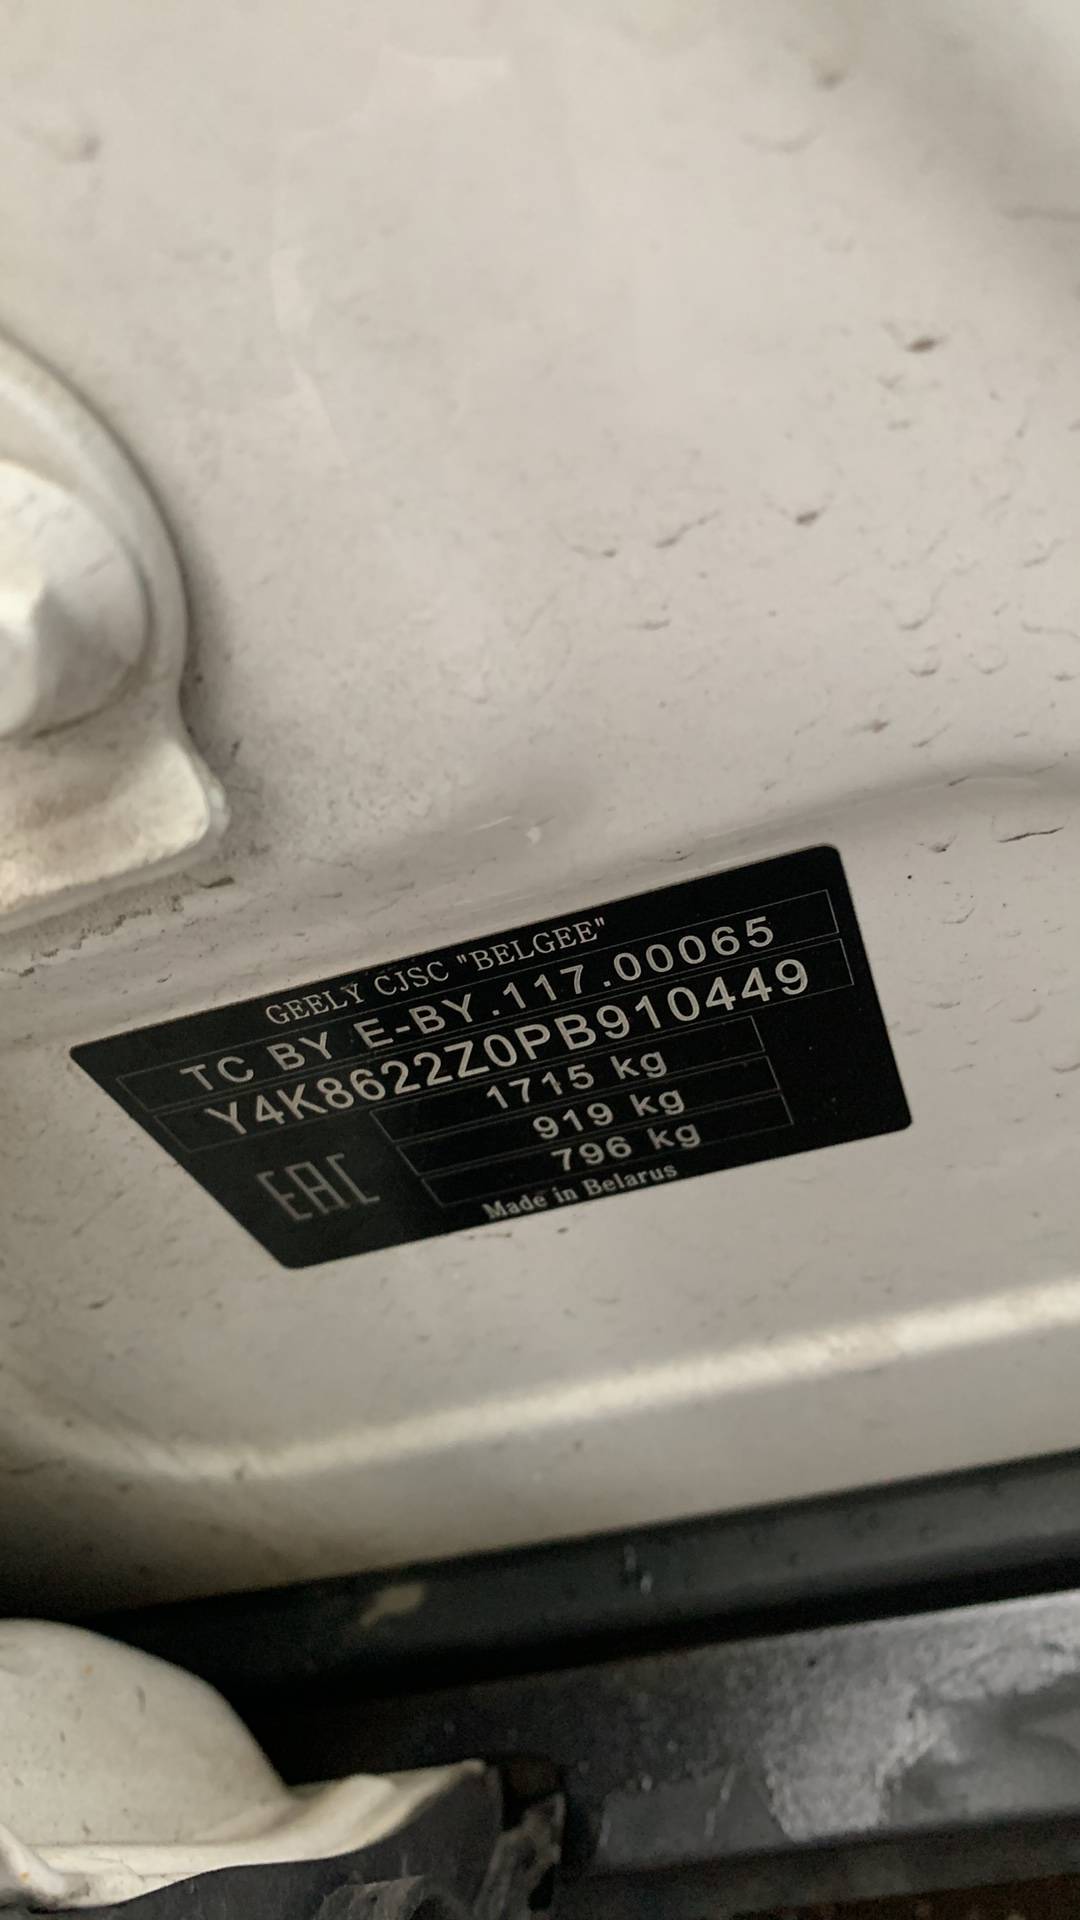 GEELY CJSC "BELGEE"
TC BY E-BY.117.00065
Y4K8622Z0PB910449
1715 kg
919 kg
796 kg
EAC
Made in Belarus